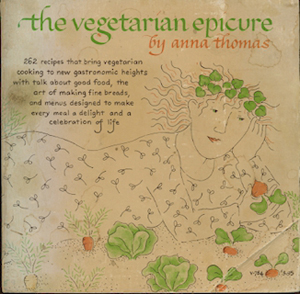 the vegetarian epicure
by anna thomas
262 recipes that bring vegetarian
cooking to new gastronomic heights
with talk about good food, the
art of making fine breads,
and menus designed to make
every meal a delight and a
celebration of life